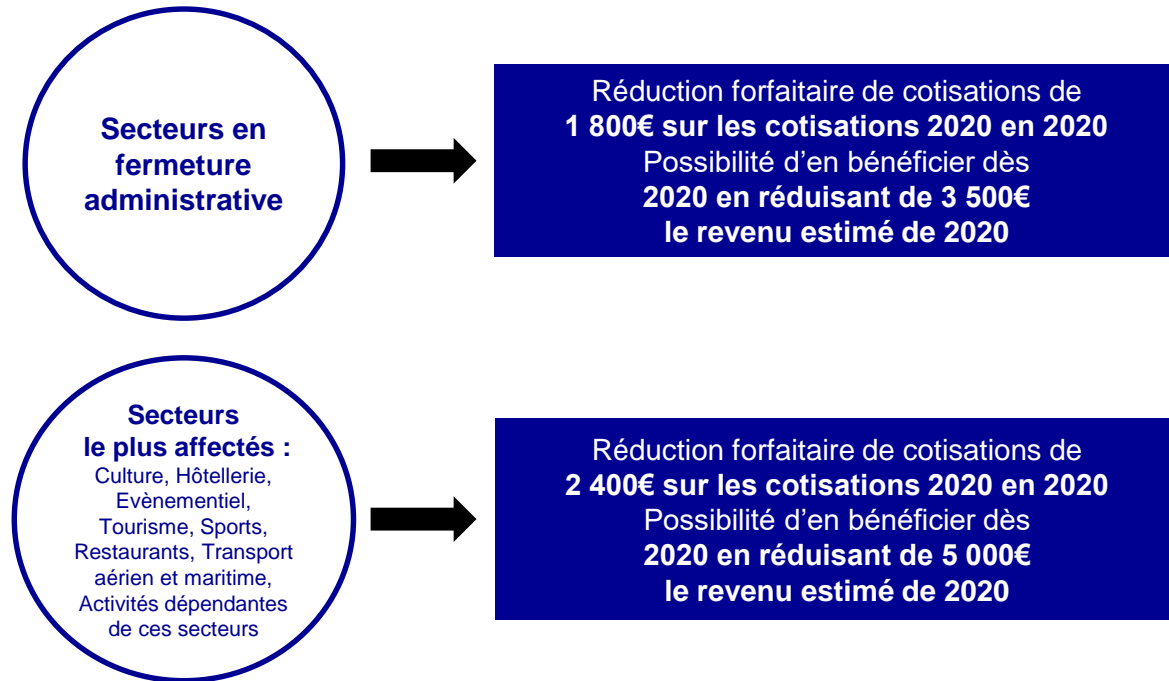 Secteurs en
fermeture
administrative
Réduction forfaitaire de cotisations de
1 800€ sur les cotisations 2020 en 2020
Possibilité d’en bénéficier dès
2020 en réduisant de 3 500€
le revenu estimé de 2020
Secteurs
le plus affectés :
Culture, Hôtellerie,
Evènementiel,
Tourisme, Sports,
Restaurants, Transport
aérien et maritime,
Activités dépendantes
de ces secteurs
Réduction forfaitaire de cotisations de
2 400€ sur les cotisations 2020 en 2020
Possibilité d’en bénéficier dès
2020 en réduisant de 5 000€
le revenu estimé de 2020